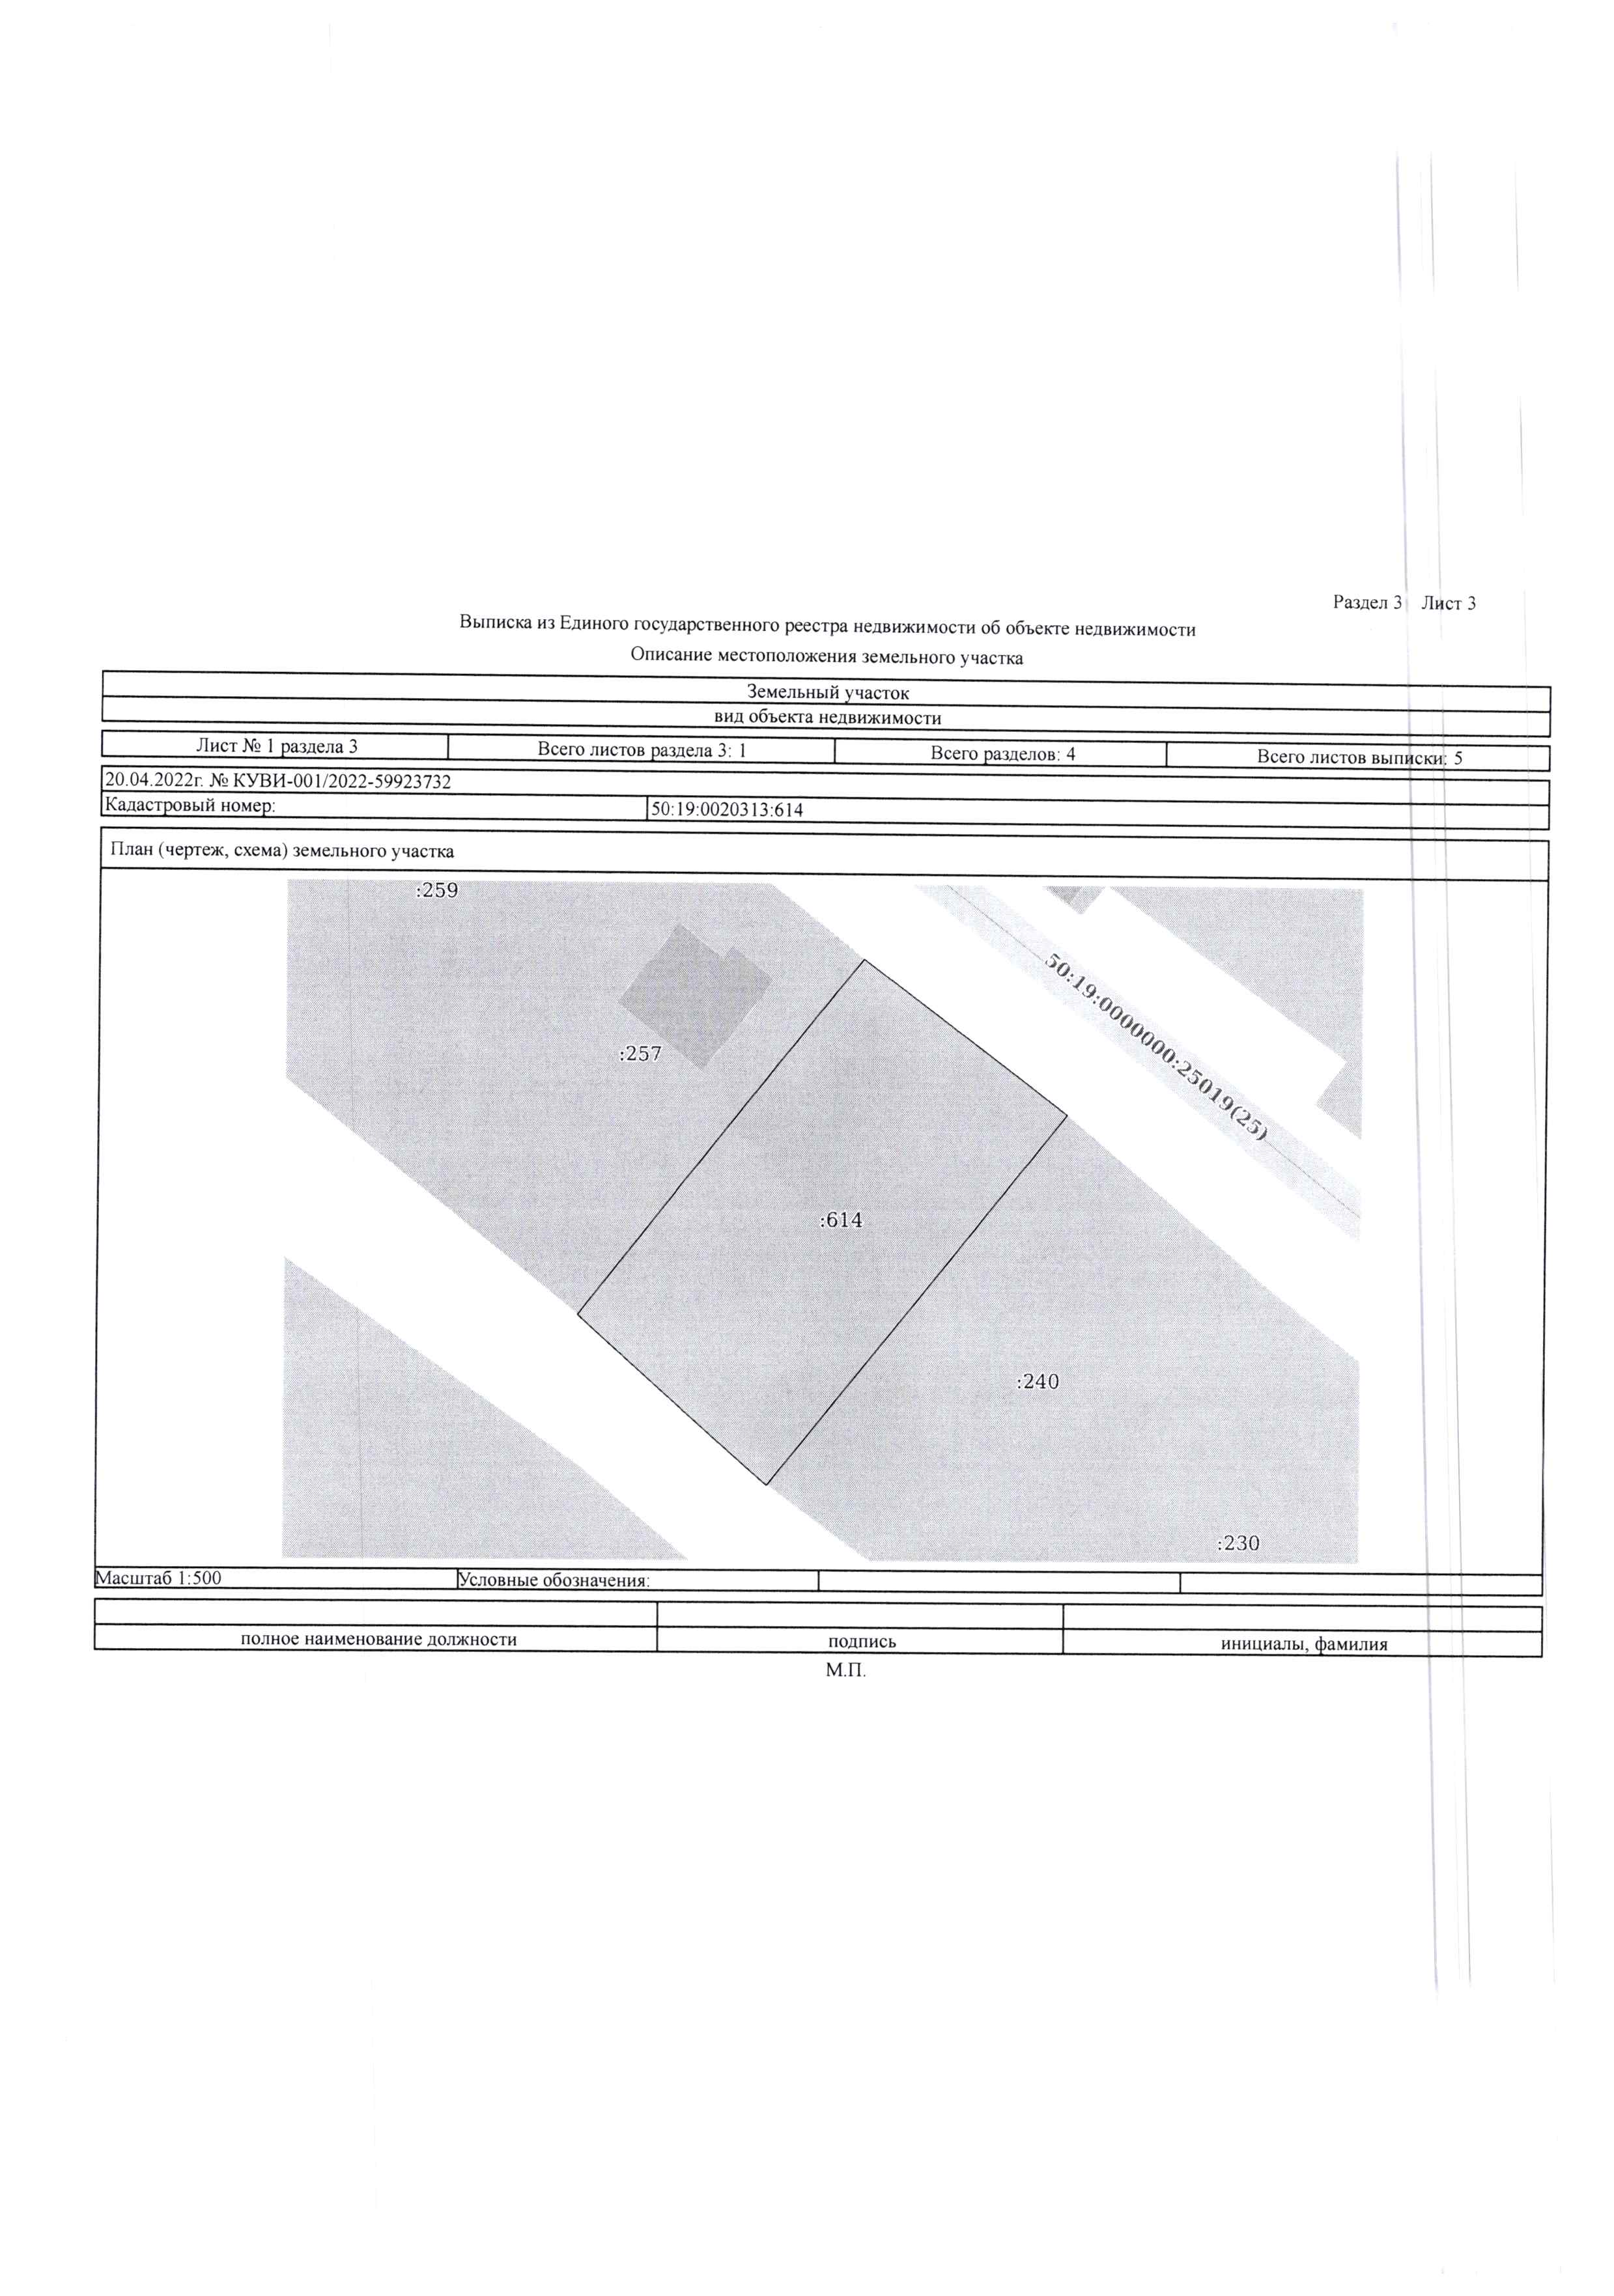 Раздел 3 Лист 3
Выписка из Единого государственного реестра недвижимости об объекте недвижимости
Описание местоположения земельного участка
Земельный участок
вид объекта недвижимости
Лист № 1 раздела 3 Всего листов раздела 3: 1 Всего разделов: 4 Всего листов выписки: 5
20.04.2022г. № КУВИ-001/2022-59923732
Кадастровый номер: 50:19:0020313:614
План (чертеж, схема) земельного участка
:259
50:19:0000000:25019(25)
:257
:614
:240
:230
Масштаб 1:500 Условные обозначения:
полное наименование должности подпись инициалы, фамилия
М.П.